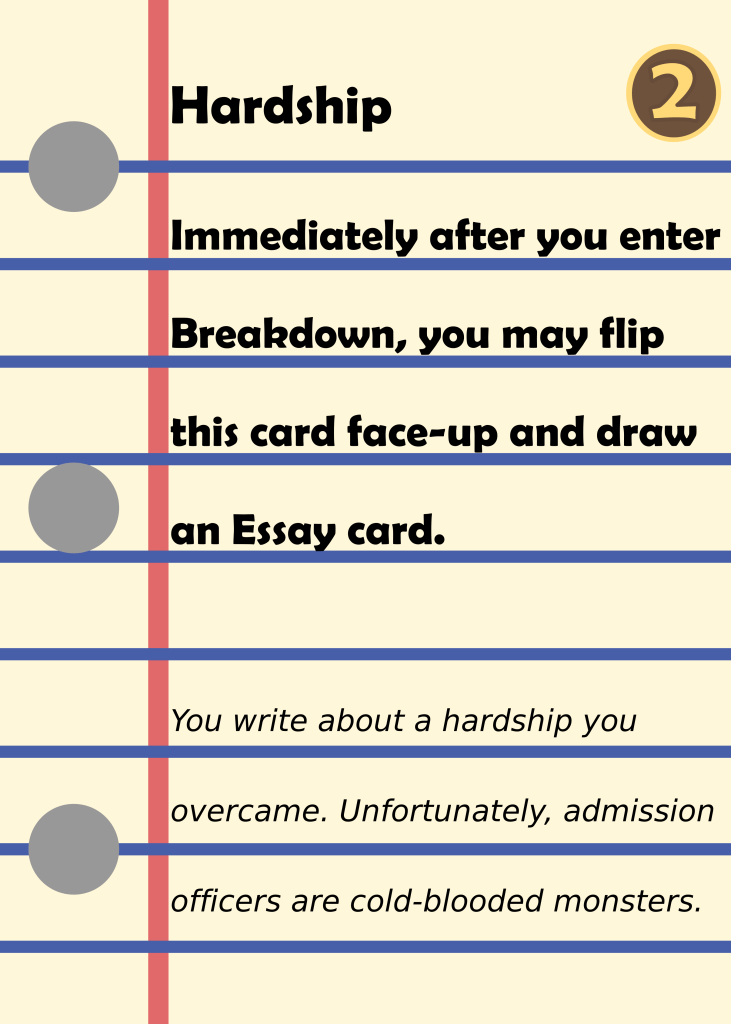 Hardship
2
Immediately after you enter
Breakdown, you may flip
this card face-up and draw
an Essay card.
You write about a hardship you
overcame. Unfortunately, admission
officers are cold-blooded monsters.